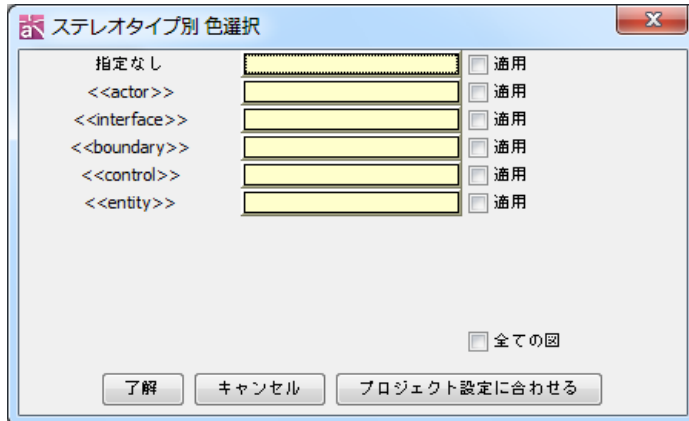 ステレオタイプ別 色選択
指定なし 適用
<<actor>> 適用
<<interface>> 適用
<<boundary>> 適用
<<control>> 適用
<<entity>> 適用
全ての図
了解 キャンセル プロジェクト設定に合わせる